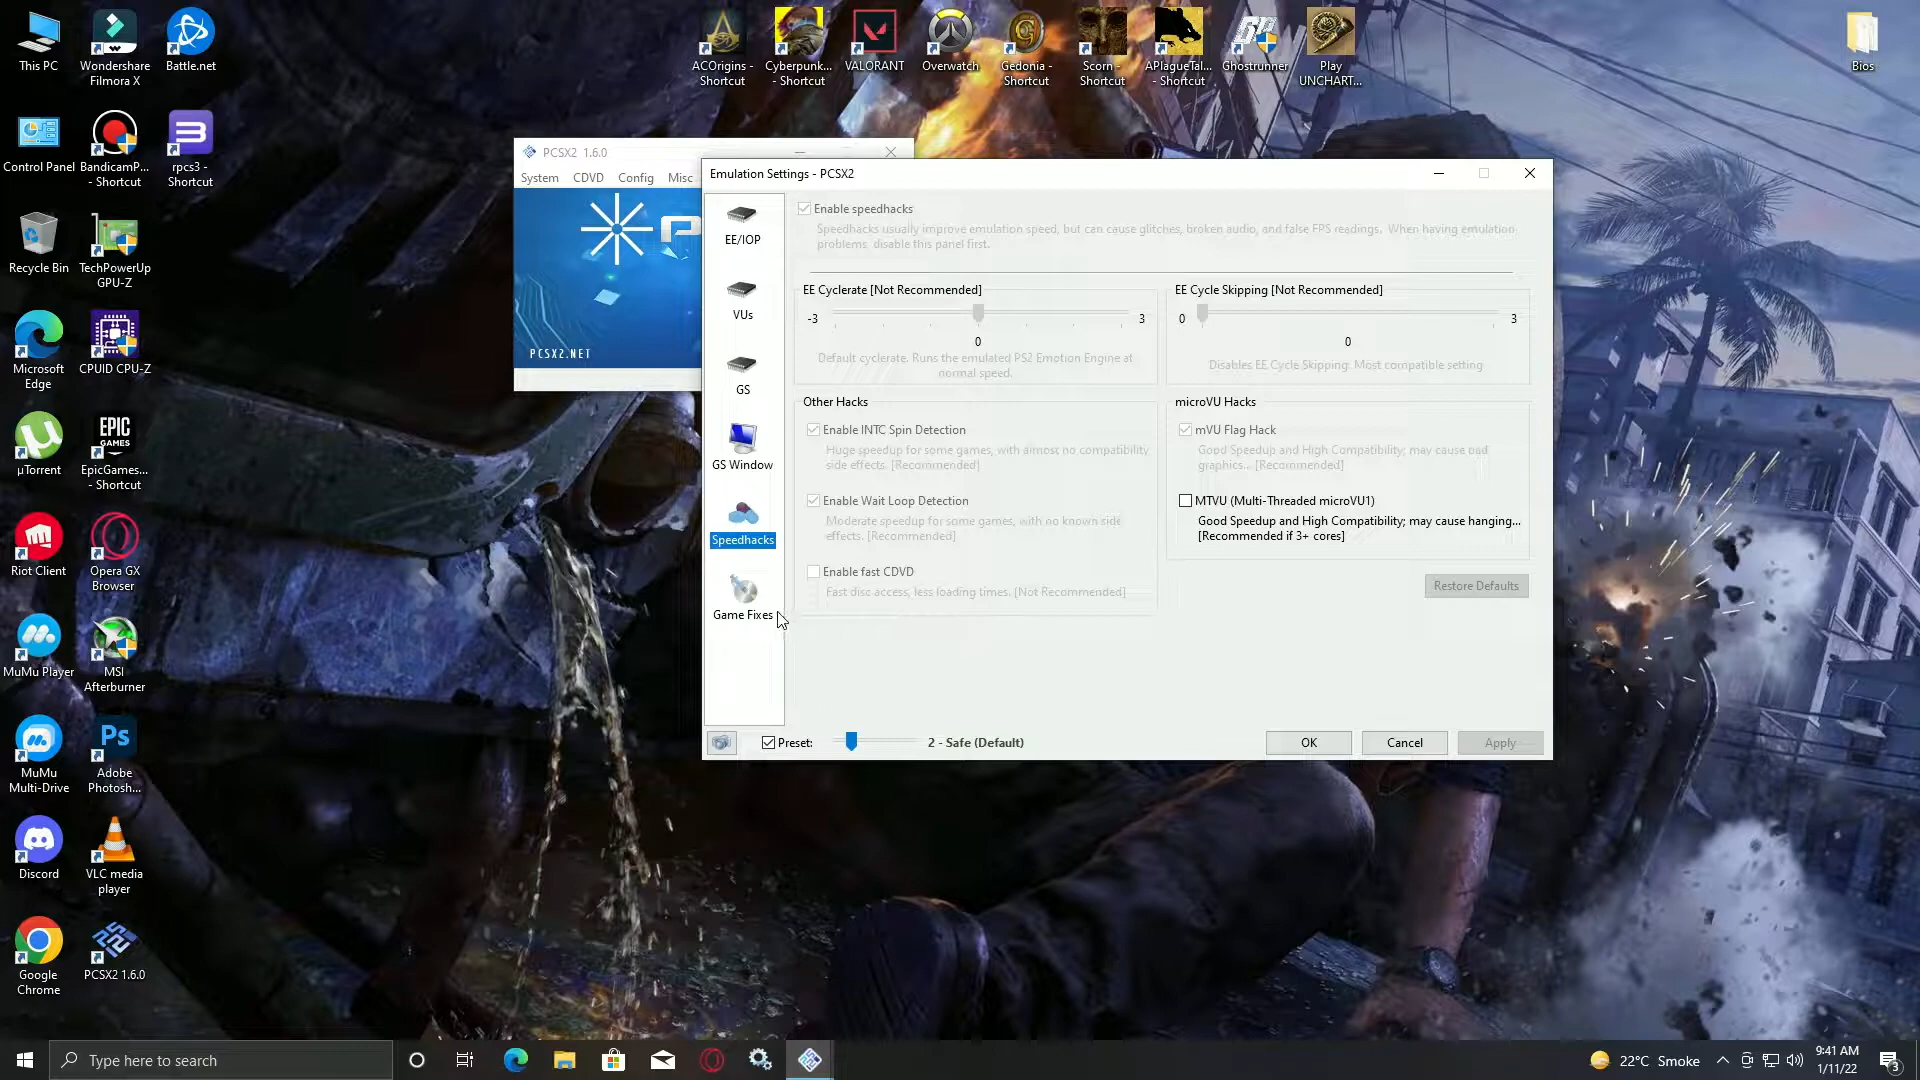 This PC
Wondershare
Filmora X
Battle.net
ACOrigins -
Shortcut
Cyberpunk...
- Shortcut
VALORANT
Overwatch
Gedonia -
Shortcut
Scorn -
Shortcut
APlagueTal...
- Shortcut
Ghostrunner
Play
UNCHART...
Bios
Control Panel
BandicamP...
- Shortcut
rpcs3 -
Shortcut
Recycle Bin
TechPowerUp
GPU-Z
Microsoft
Edge
CPUID CPU-Z
µTorrent
EPIC
GAMES
EpicGames...
- Shortcut
Riot Client
Opera GX
Browser
MuMu Player
MSI
Afterburner
MuMu
Multi-Drive
Ps
Adobe
Photosh...
Discord
VLC media
player
Google
Chrome
PCSX2 1.6.0
PCSX2 1.6.0
System
CDVD
Config
Misc
PCSX2.NET
Emulation Settings - PCSX2
EE/IOP
VUs
GS
GS Window
Speedhacks
Game Fixes
Enable speedhacks
Speedhacks usually improve emulation speed, but can cause glitches, broken audio, and false FPS readings. When having emulation
problems, disable this panel first.
EE Cyclerate [Not Recommended]
-3
3
0
Default cyclerate. Runs the emulated PS2 Emotion Engine at
normal speed.
EE Cycle Skipping [Not Recommended]
0
3
0
Disables EE Cycle Skipping. Most compatible setting
Other Hacks
Enable INTC Spin Detection
Huge speedup for some games, with almost no compatibility
side effects. [Recommended]
Enable Wait Loop Detection
Moderate speedup for some games, with no known side
effects. [Recommended]
Enable fast CDVD
Fast disc access, less loading times. [Not Recommended]
microVU Hacks
mVU Flag Hack
Good Speedup and High Compatibility; may cause bad
graphics... [Recommended]
MTVU (Multi-Threaded microVU1)
Good Speedup and High Compatibility; may cause hanging...
[Recommended if 3+ cores]
Restore Defaults
Preset:
2 - Safe (Default)
OK
Cancel
Apply
Type here to search
22°C Smoke
9:41 AM
1/11/22
3